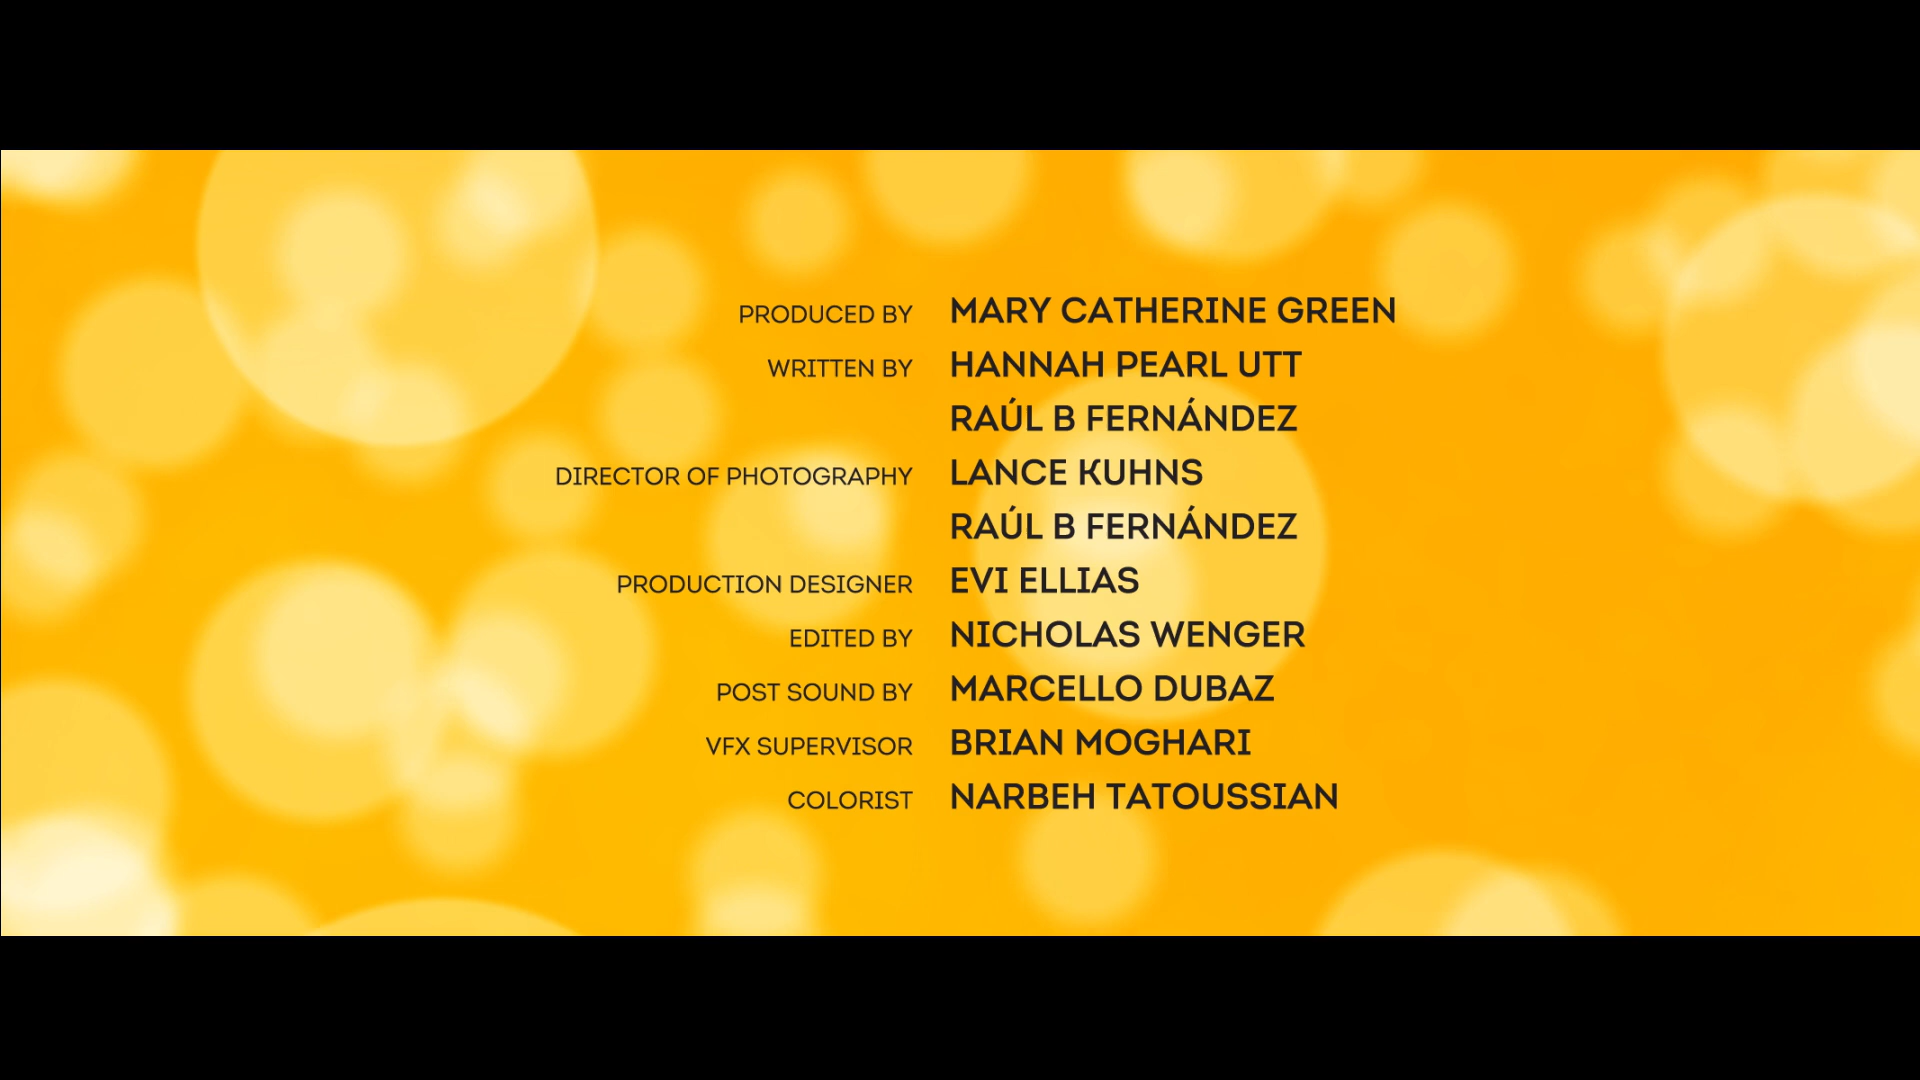 PRODUCED BY MARY CATHERINE GREEN
WRITTEN BY HANNAH PEARL UTT
RAÚL B FERNÁNDEZ
DIRECTOR OF PHOTOGRAPHY LANCE KUHNS
RAÚL B FERNÁNDEZ
PRODUCTION DESIGNER EVI ELLIAS
EDITED BY NICHOLAS WENGER
POST SOUND BY MARCELLO DUBAZ
VFX SUPERVISOR BRIAN MOGHARI
COLORIST NARBEH TATOUSSIAN